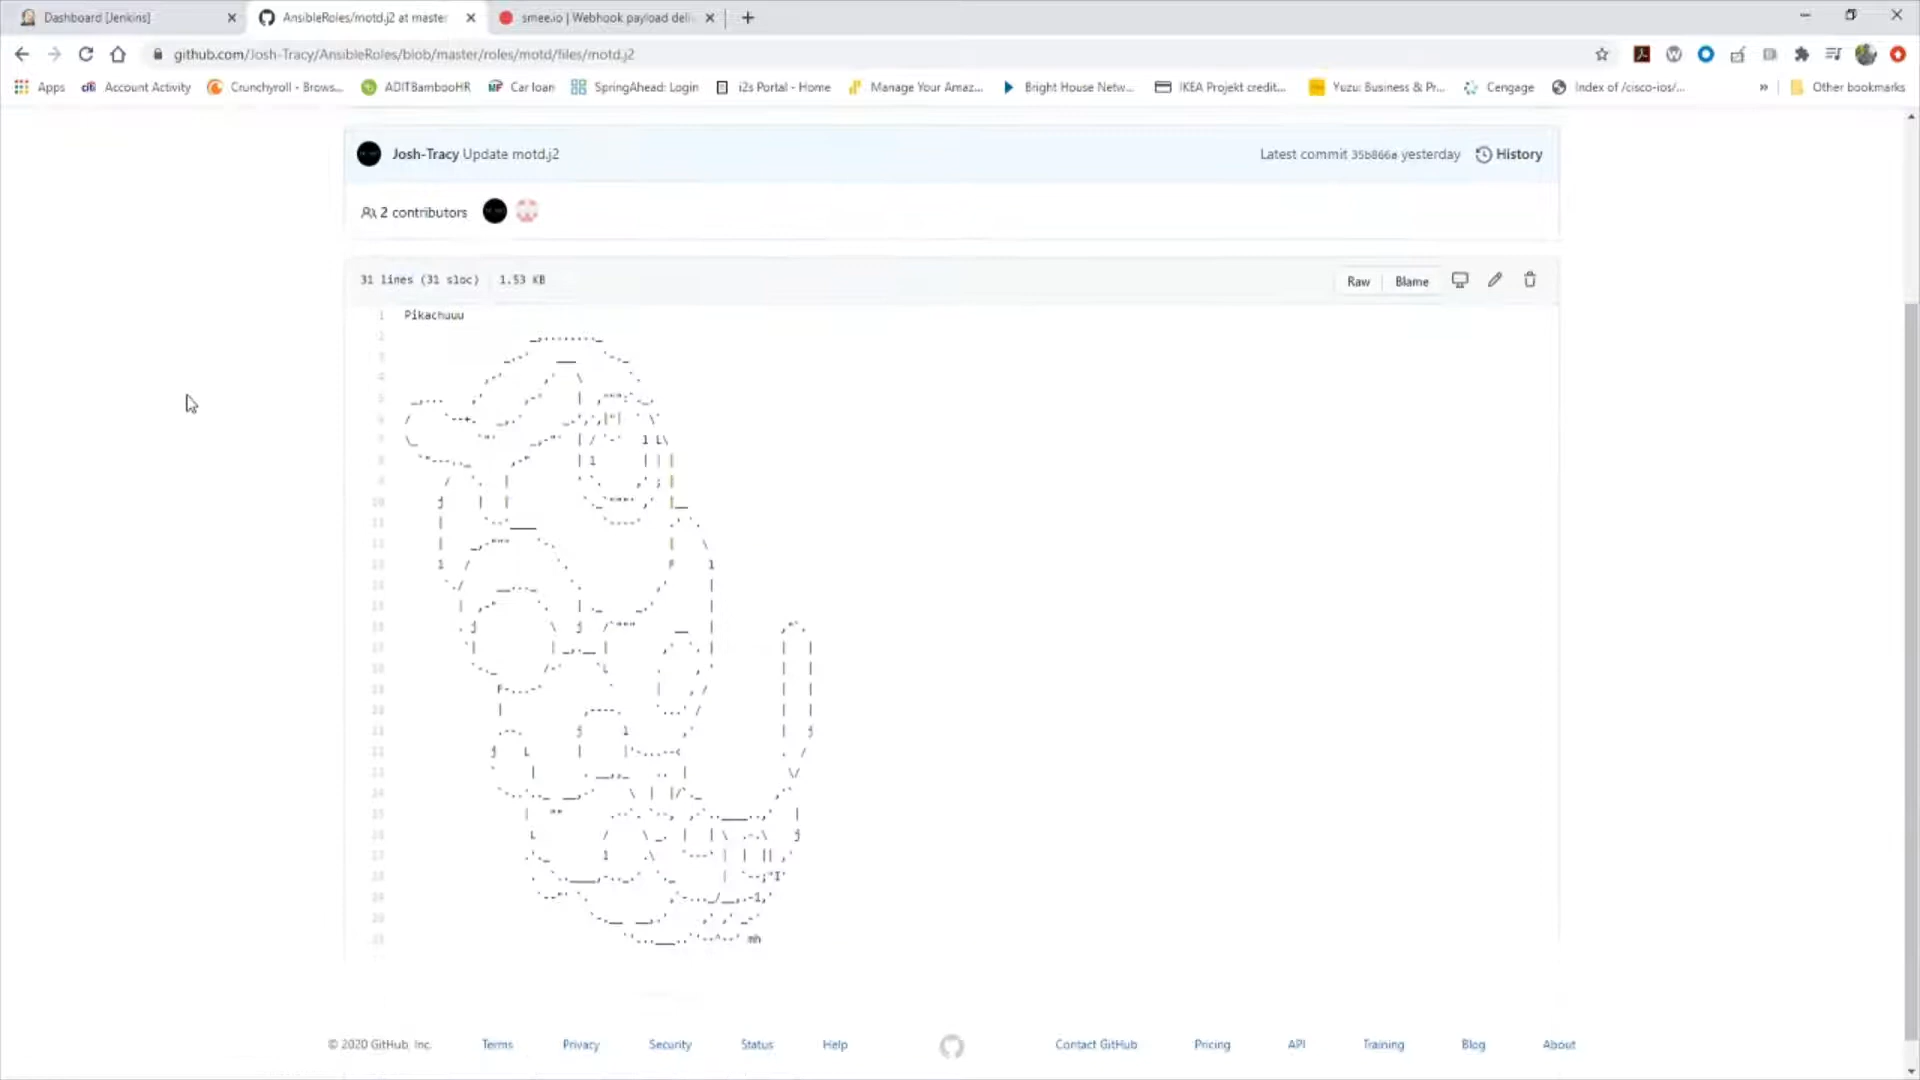 Dashboard [Jenkins]
AnsibleRoles/motd.j2 at master
smee.io | Webhook payload deli
github.com/Josh-Tracy/AnsibleRoles/blob/master/roles/motd/files/motd.j2
Apps
citi Account Activity
Crunchyroll - Brows...
ADITBambooHR
Car loan
SpringAhead: Login
i2s Portal - Home
Manage Your Amaz...
Bright House Netw...
IKEA Projekt credit...
Yuzu: Business & Pr...
Cengage
Index of /cisco-ios/...
» Other bookmarks
Josh-Tracy Update motd.j2
Latest commit 35b866a yesterday
History
2 contributors
31 lines (31 sloc) 1.53 KB
Raw Blame
1 Pikachuuu
mh
© 2020 GitHub, Inc. Terms Privacy Security Status Help Contact GitHub Pricing API Training Blog About